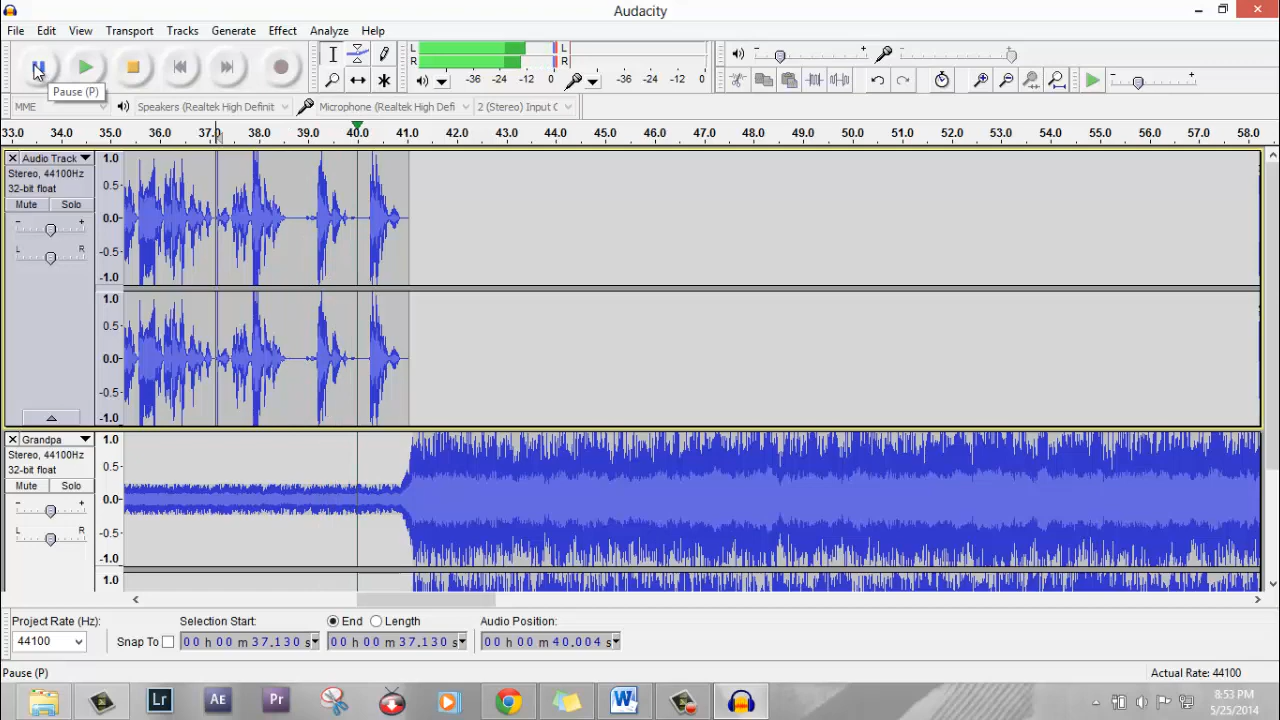 Audacity
File Edit View Transport Tracks Generate Effect Analyze Help
L L
R R
-36 -24 -12 0 -36 -24 -12 0
Pause (P)
MME Speakers (Realtek High Definit Microphone (Realtek High Defi 2 (Stereo) Input C
33.0 34.0 35.0 36.0 37.0 38.0 39.0 40.0 41.0 42.0 43.0 44.0 45.0 46.0 47.0 48.0 49.0 50.0 51.0 52.0 53.0 54.0 55.0 56.0 57.0 58.0
Audio Track 1.0
Stereo, 44100Hz
32-bit float 0.5
Mute Solo
0.0
- +
L R
-0.5
-1.0
1.0
0.5
0.0
-0.5
-1.0
Grandpa 1.0
Stereo, 44100Hz
32-bit float 0.5
Mute Solo
0.0
- +
L R
-0.5
-1.0
1.0
Project Rate (Hz): Selection Start: End Length Audio Position:
44100 Snap To 00 h 00 m 37.130 s 00 h 00 m 37.130 s 00 h 00 m 40.004 s
Pause (P) Actual Rate: 44100
Lr AE Pr W
8:53 PM
5/25/2014